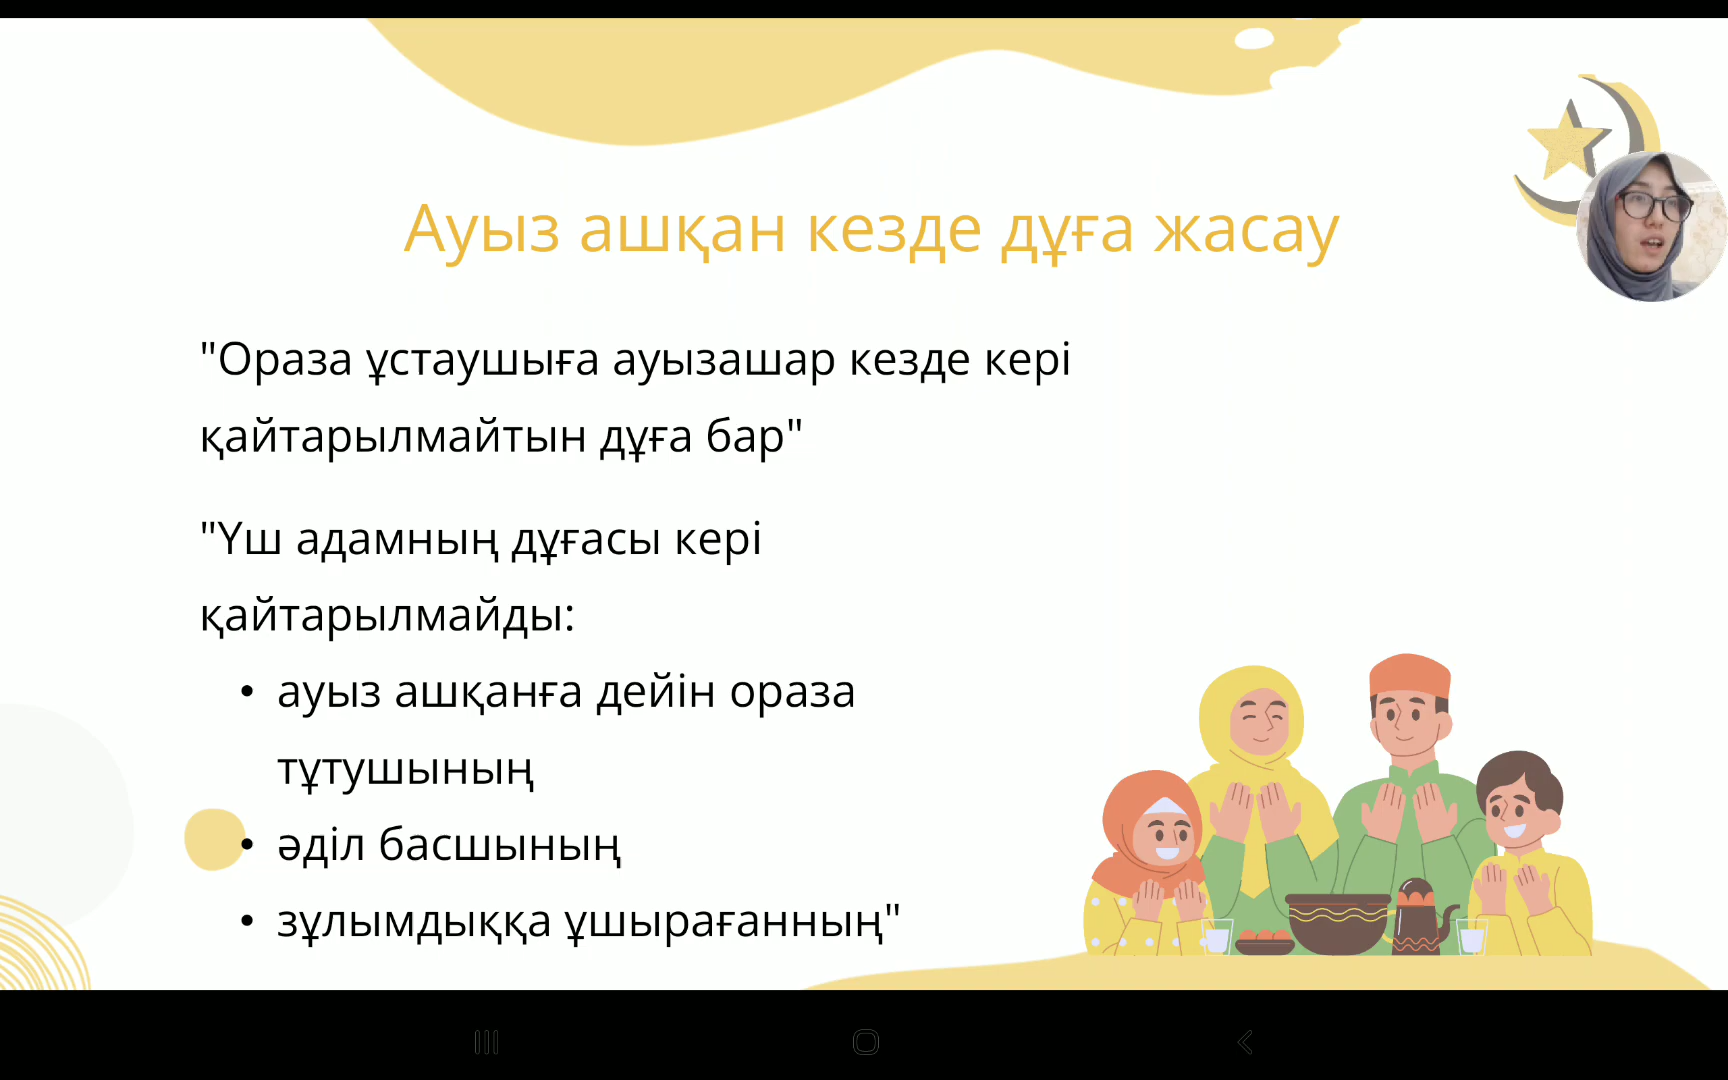 Ауыз ашқан кезде дұға жасау
"Ораза ұстаушыға ауызашар кезде кері
қайтарылмайтын дұға бар"
"Үш адамның дұғасы кері
қайтарылмайды:
• ауыз ашқанға дейін ораза
тұтушының
• әділ басшының
• зұлымдыққа ұшырағанның"